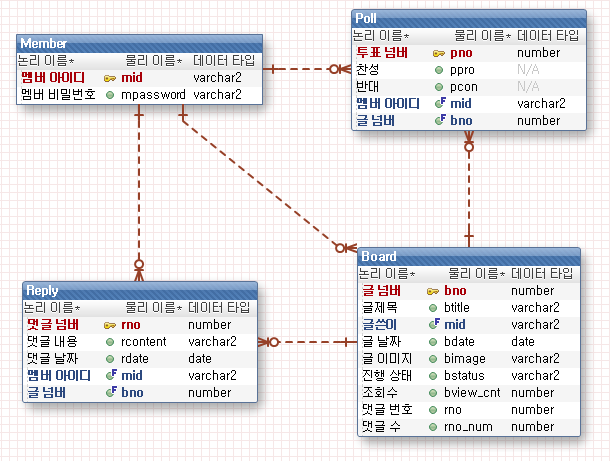 Member
논리 이름* 물리 이름* 데이터 타입
멤버 아이디 mid varchar2
멤버 비밀번호 mpassword varchar2
Poll
논리 이름* 물리 이름* 데이터 타입
투표 넘버 pno number
찬성 ppro N/A
반대 pcon N/A
멤버 아이디 F mid varchar2
글 넘버 F bno number
Board
논리 이름* 물리 이름* 데이터 타입
글 넘버 bno number
글제목 btitle varchar2
글쓴이 F mid varchar2
글 날짜 bdate date
글 이미지 bimage varchar2
진행 상태 bstatus varchar2
조회수 bview_cnt number
댓글 번호 rno number
댓글 수 rno_num number
Reply
논리 이름* 물리 이름* 데이터 타입
댓글 넘버 rno number
댓글 내용 rcontent varchar2
댓글 날짜 rdate date
멤버 아이디 F mid varchar2
글 넘버 F bno number